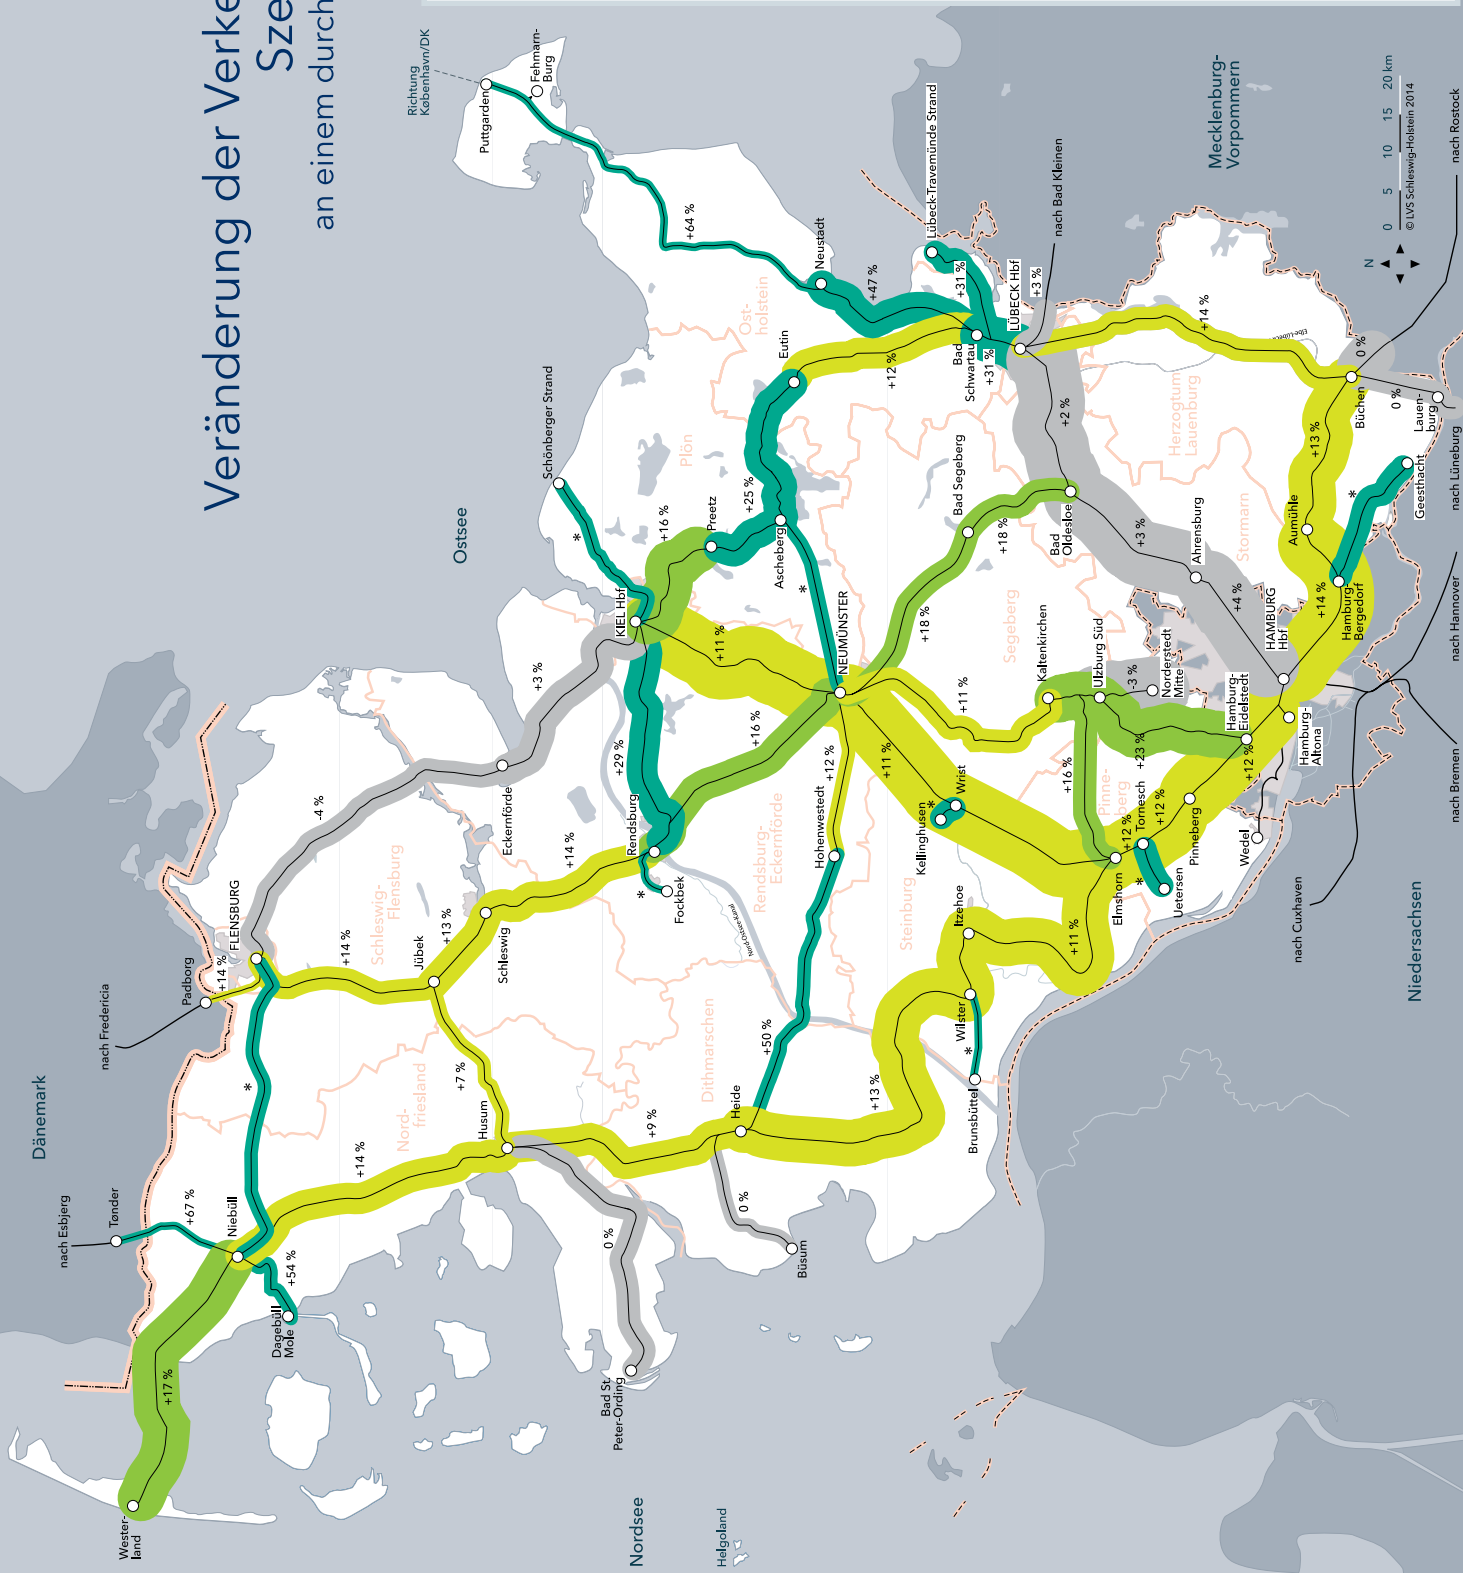 Veränderung der Verke
Sze
an einem durch
Richtung
København/DK
Puttgarden
Fehmarn-
Burg
+64 %
Neustadt
+47 %
Lübeck-Travemünde Strand
+31 %
LÜBECK Hbf
+3 %
nach Bad Kleinen
Mecklenburg-
Vorpommern
0 5 10 15 20 km
© LVS Schleswig-Holstein 2014
N
nach Rostock
Ost-
holstein
Eutin
+12 %
Bad
Schwartau
+31 %
+14 %
Elbe-Lübeck
0 %
Büchen
0 %
Lauen-
burg
nach Lüneburg
Ostsee
Schönberger Strand
*
Plön
+16 %
Preetz
+25 %
Ascheberg
*
KIEL Hbf
+11 %
NEUMÜNSTER
Bad Segeberg
+18 %
+18 %
+2 %
Bad
Oldesloe
Herzogtum
Lauenburg
+3 %
Ahrensburg
Stormarn
+4 %
HAMBURG
Hbf
+13 %
Aumühle
+14 %
Hamburg-
Bergedorf
*
Geesthacht
nach Hannover
Segeberg
Kaltenkirchen
+11 %
Ulzburg Süd
-3 %
Norderstedt
Mitte
Hamburg-
Eidelstedt
+23 %
+12 %
Hamburg-
Altona
nach Bremen
+3 %
Eckernförde
-4 %
+29 %
+16 %
Rendsburg
+14 %
*
Fockbek
Rendsburg-
Eckernförde
Nord-Ostsee-Kanal
+12 %
Hohenwestedt
+11 %
Wrist
*
Kellinghusen
+16 %
Pinne-
berg
+12 %
Tornesch
+12 %
Pinneberg
Wedel
*
Uetersen
Elmshorn
+11 %
Itzehoe
Steinburg
nach Cuxhaven
Niedersachsen
FLENSBURG
Padborg
+14 %
nach Fredericia
+14 %
Schleswig-
Flensburg
Jübek
+13 %
Schleswig
+7 %
Husum
Nord-
friesland
*
Dänemark
nach Esbjerg
Tønder
+67 %
Niebüll
+54 %
Dagebüll
Mole
+14 %
+17 %
Wester-
land
+9 %
Dithmarschen
Heide
+50 %
+13 %
Wilster
*
Brunsbüttel
0 %
Büsum
0 %
Bad St.
Peter-Ording
Nordsee
Helgoland